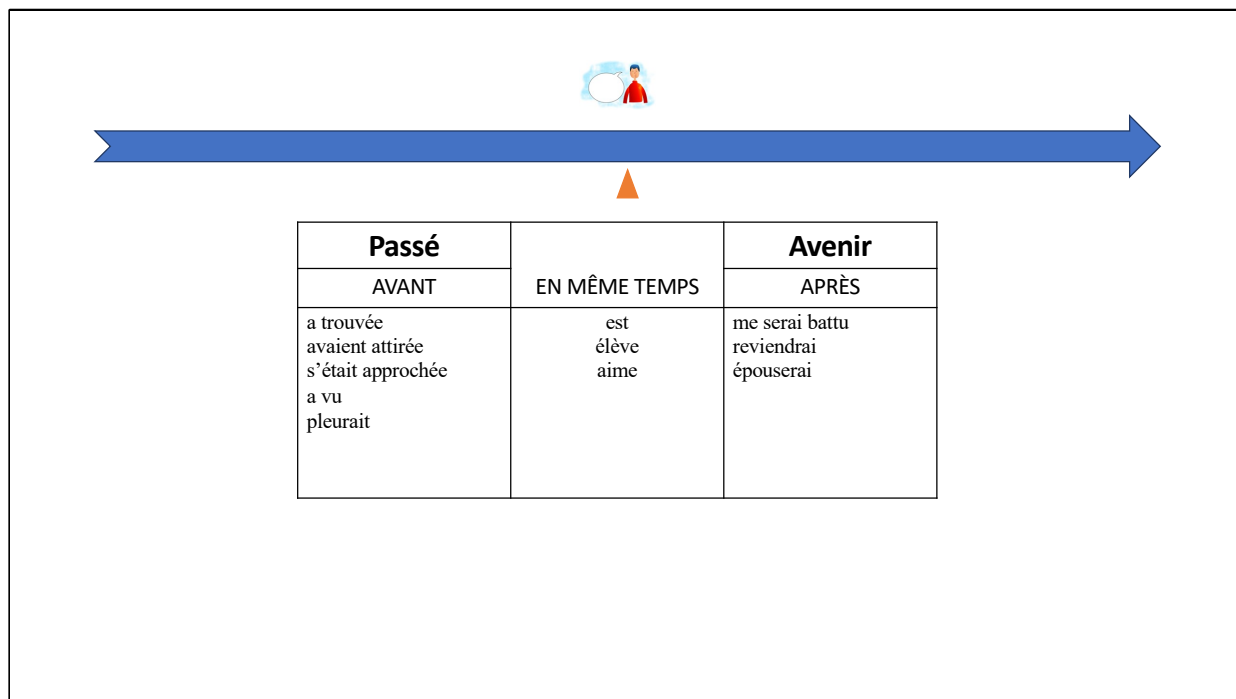 Passé
Avenir
AVANT
EN MÊME TEMPS
APRÈS
a trouvée
avaient attirée
s’était approchée
a vu
pleurait
est
élève
aime
me serai battu
reviendrai
épouserai